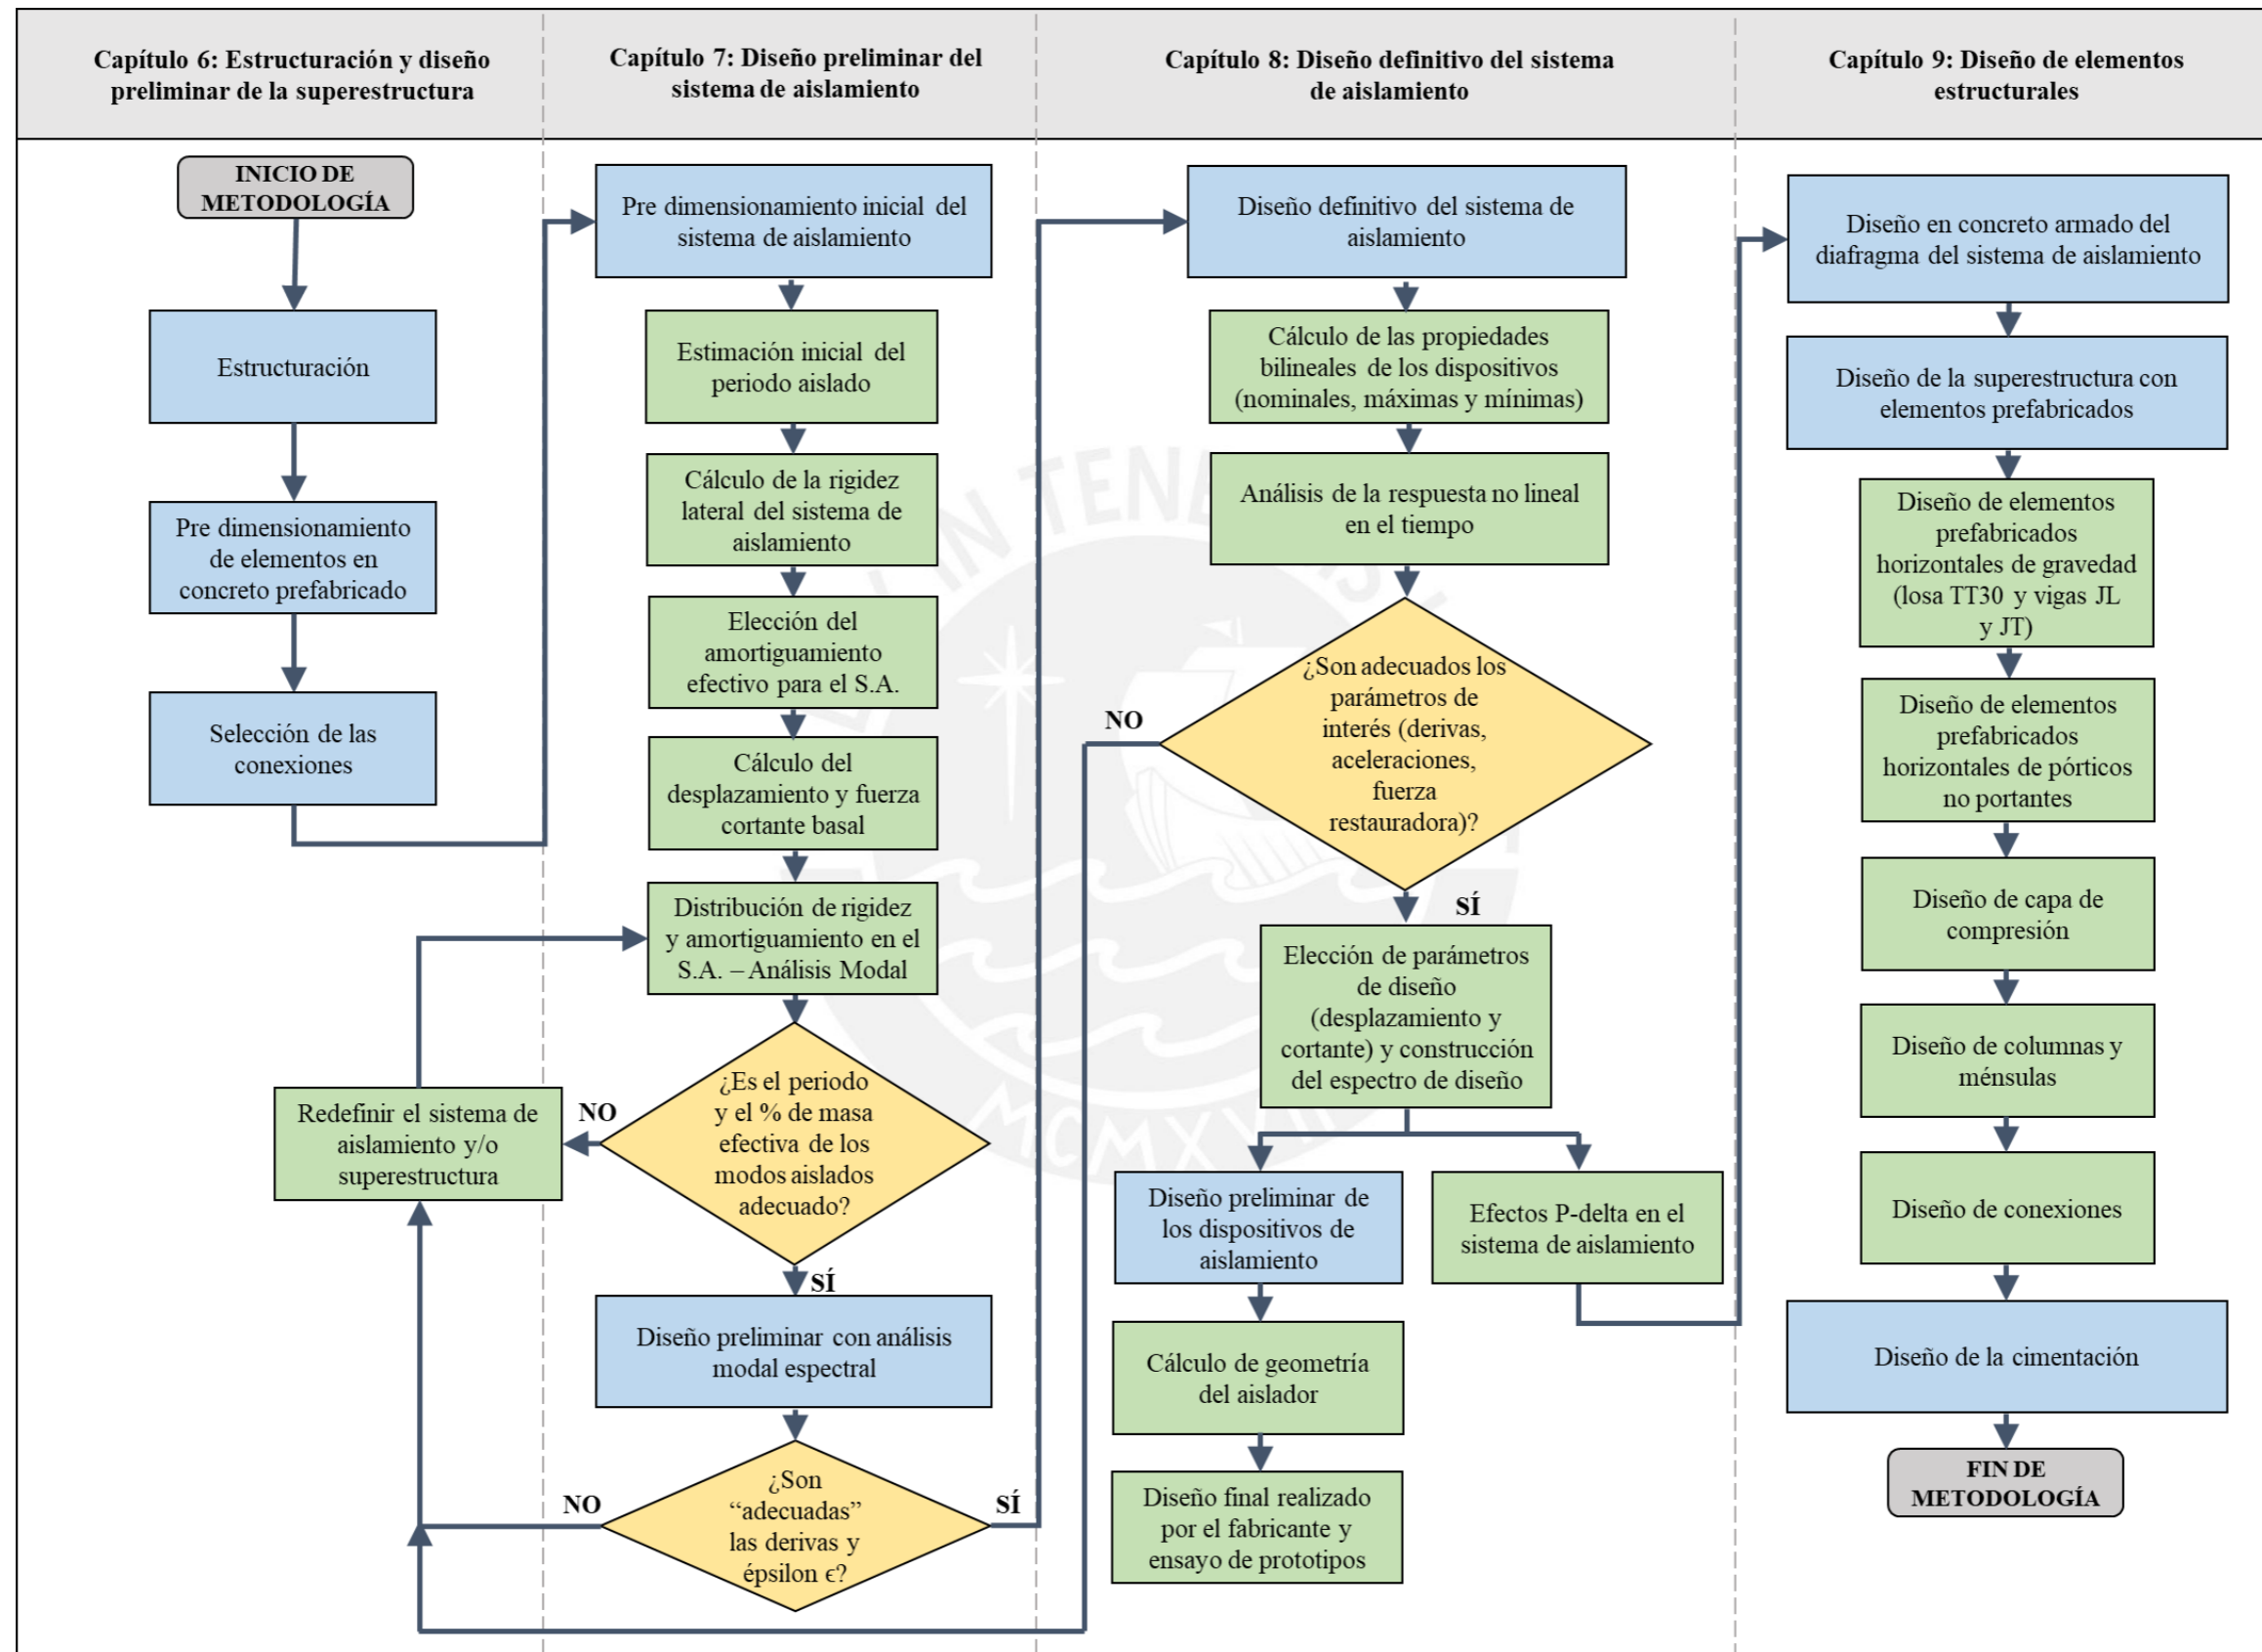 Capítulo 6: Estructuración y diseño
preliminar de la superestructura
Capítulo 7: Diseño preliminar del
sistema de aislamiento
Capítulo 8: Diseño definitivo del sistema
de aislamiento
Capítulo 9: Diseño de elementos
estructurales
INICIO DE
METODOLOGÍA
Estructuración
Pre dimensionamiento
de elementos en
concreto prefabricado
Selección de las
conexiones
Pre dimensionamiento inicial del
sistema de aislamiento
Estimación inicial del
periodo aislado
Cálculo de la rigidez
lateral del sistema de
aislamiento
Elección del
amortiguamiento
efectivo para el S.A.
Cálculo del
desplazamiento y fuerza
cortante basal
Distribución de rigidez
y amortiguamiento en el
S.A. – Análisis Modal
¿Es el periodo
y el % de masa
efectiva de los
modos aislados
adecuado?
NO
Redefinir el sistema de
aislamiento y/o
superestructura
SÍ
Diseño preliminar con análisis
modal espectral
¿Son
“adecuadas”
las derivas y
épsilon ϵ?
NO
SÍ
Diseño definitivo del sistema de
aislamiento
Cálculo de las propiedades
bilineales de los dispositivos
(nominales, máximas y mínimas)
Análisis de la respuesta no lineal
en el tiempo
¿Son adecuados los
parámetros de
interés (derivas,
aceleraciones,
fuerza
restauradora)?
NO
SÍ
Elección de parámetros
de diseño
(desplazamiento y
cortante) y construcción
del espectro de diseño
Diseño preliminar de
los dispositivos de
aislamiento
Efectos P-delta en el
sistema de aislamiento
Cálculo de geometría
del aislador
Diseño final realizado
por el fabricante y
ensayo de prototipos
Diseño en concreto armado del
diafragma del sistema de aislamiento
Diseño de la superestructura con
elementos prefabricados
Diseño de elementos
prefabricados
horizontales de gravedad
(losa TT30 y vigas JL
y JT)
Diseño de elementos
prefabricados
horizontales de pórticos
no portantes
Diseño de capa de
compresión
Diseño de columnas y
ménsulas
Diseño de conexiones
Diseño de la cimentación
FIN DE
METODOLOGÍA